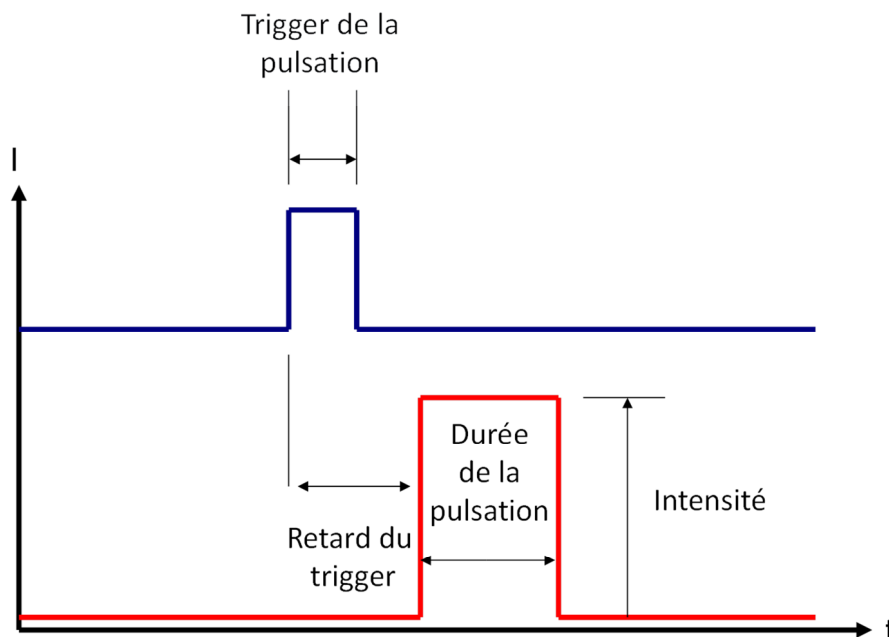 Trigger de la
pulsation
I
Durée
de la
pulsation
Intensité
Retard du
trigger
t